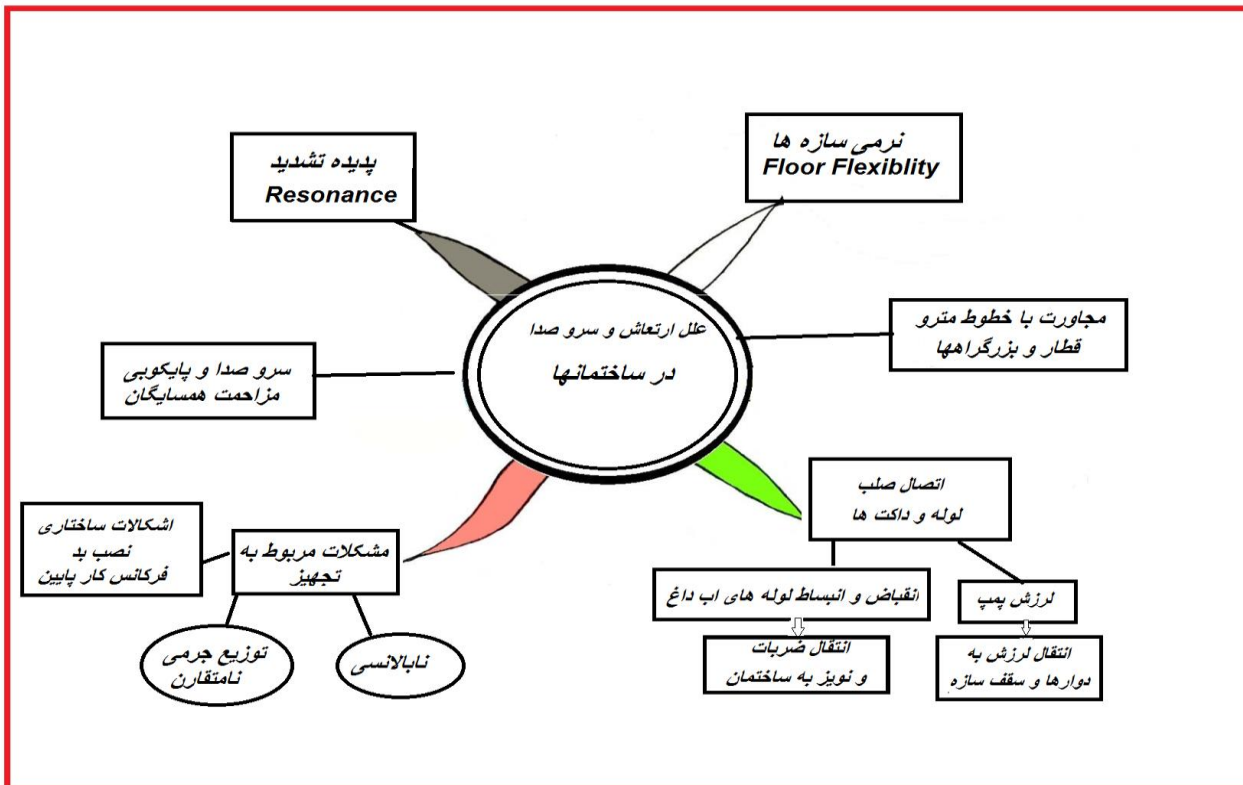 نرمی سازه ها
Floor Flexiblity
پدیده تشدید
Resonance
علل ارتعاش و سرو صدا
در ساختمانها
مجاورت با خطوط مترو
قطار و بزرگراهها
سرو صدا و پایکوبی
مزاحمت همسایگان
اتصال صلب
لوله و داکت ها
انقباض و انبساط لوله های اب داغ
لرزش پمپ
انتقال ضربات
و نویز به ساختمان
انتقال لرزش به
دوارها و سقف سازه
مشکلات مربوط به
تجهیز
اشکالات ساختاری
نصب بد
فرکانس کار پایین
نابالانسی
توزیع جرمی
نامتقارن